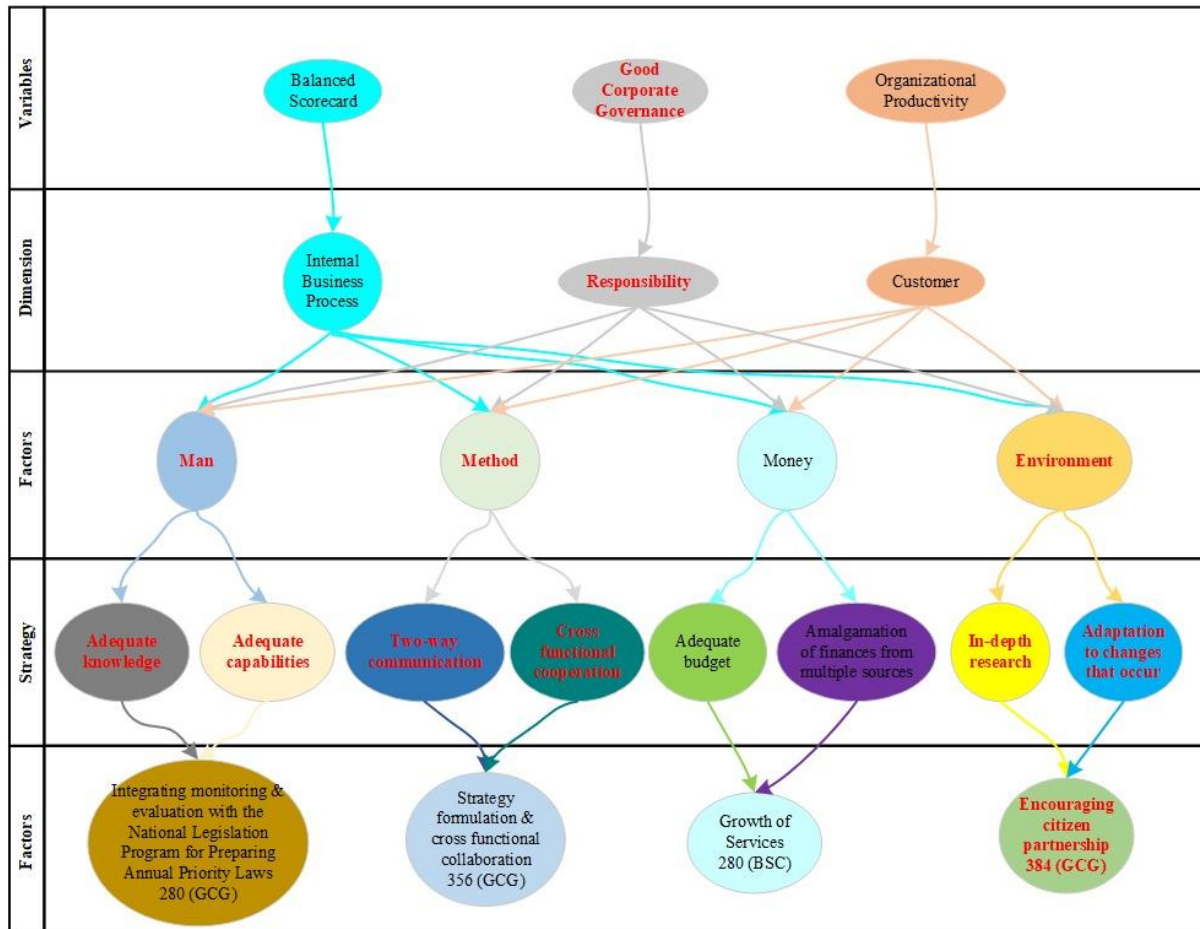 Variables
Balanced
Scorecard
Good
Corporate
Governance
Organizational
Productivity
Dimension
Internal
Business
Process
Responsibility
Customer
Factors
Man
Method
Money
Environment
Strategy
Adequate
knowledge
Adequate
capabilities
Two-way
communication
Cross
functional
cooperation
Adequate
budget
Amalgamation
of finances from
multiple sources
In-depth
research
Adaptation
to changes
that occur
Factors
Integrating monitoring &
evaluation with the
National Legislation
Program for Preparing
Annual Priority Laws
280 (GCG)
Strategy
formulation &
cross functional
collaboration
356 (GCG)
Growth of
Services
280 (BSC)
Encouraging
citizen
partnership
384 (GCG)